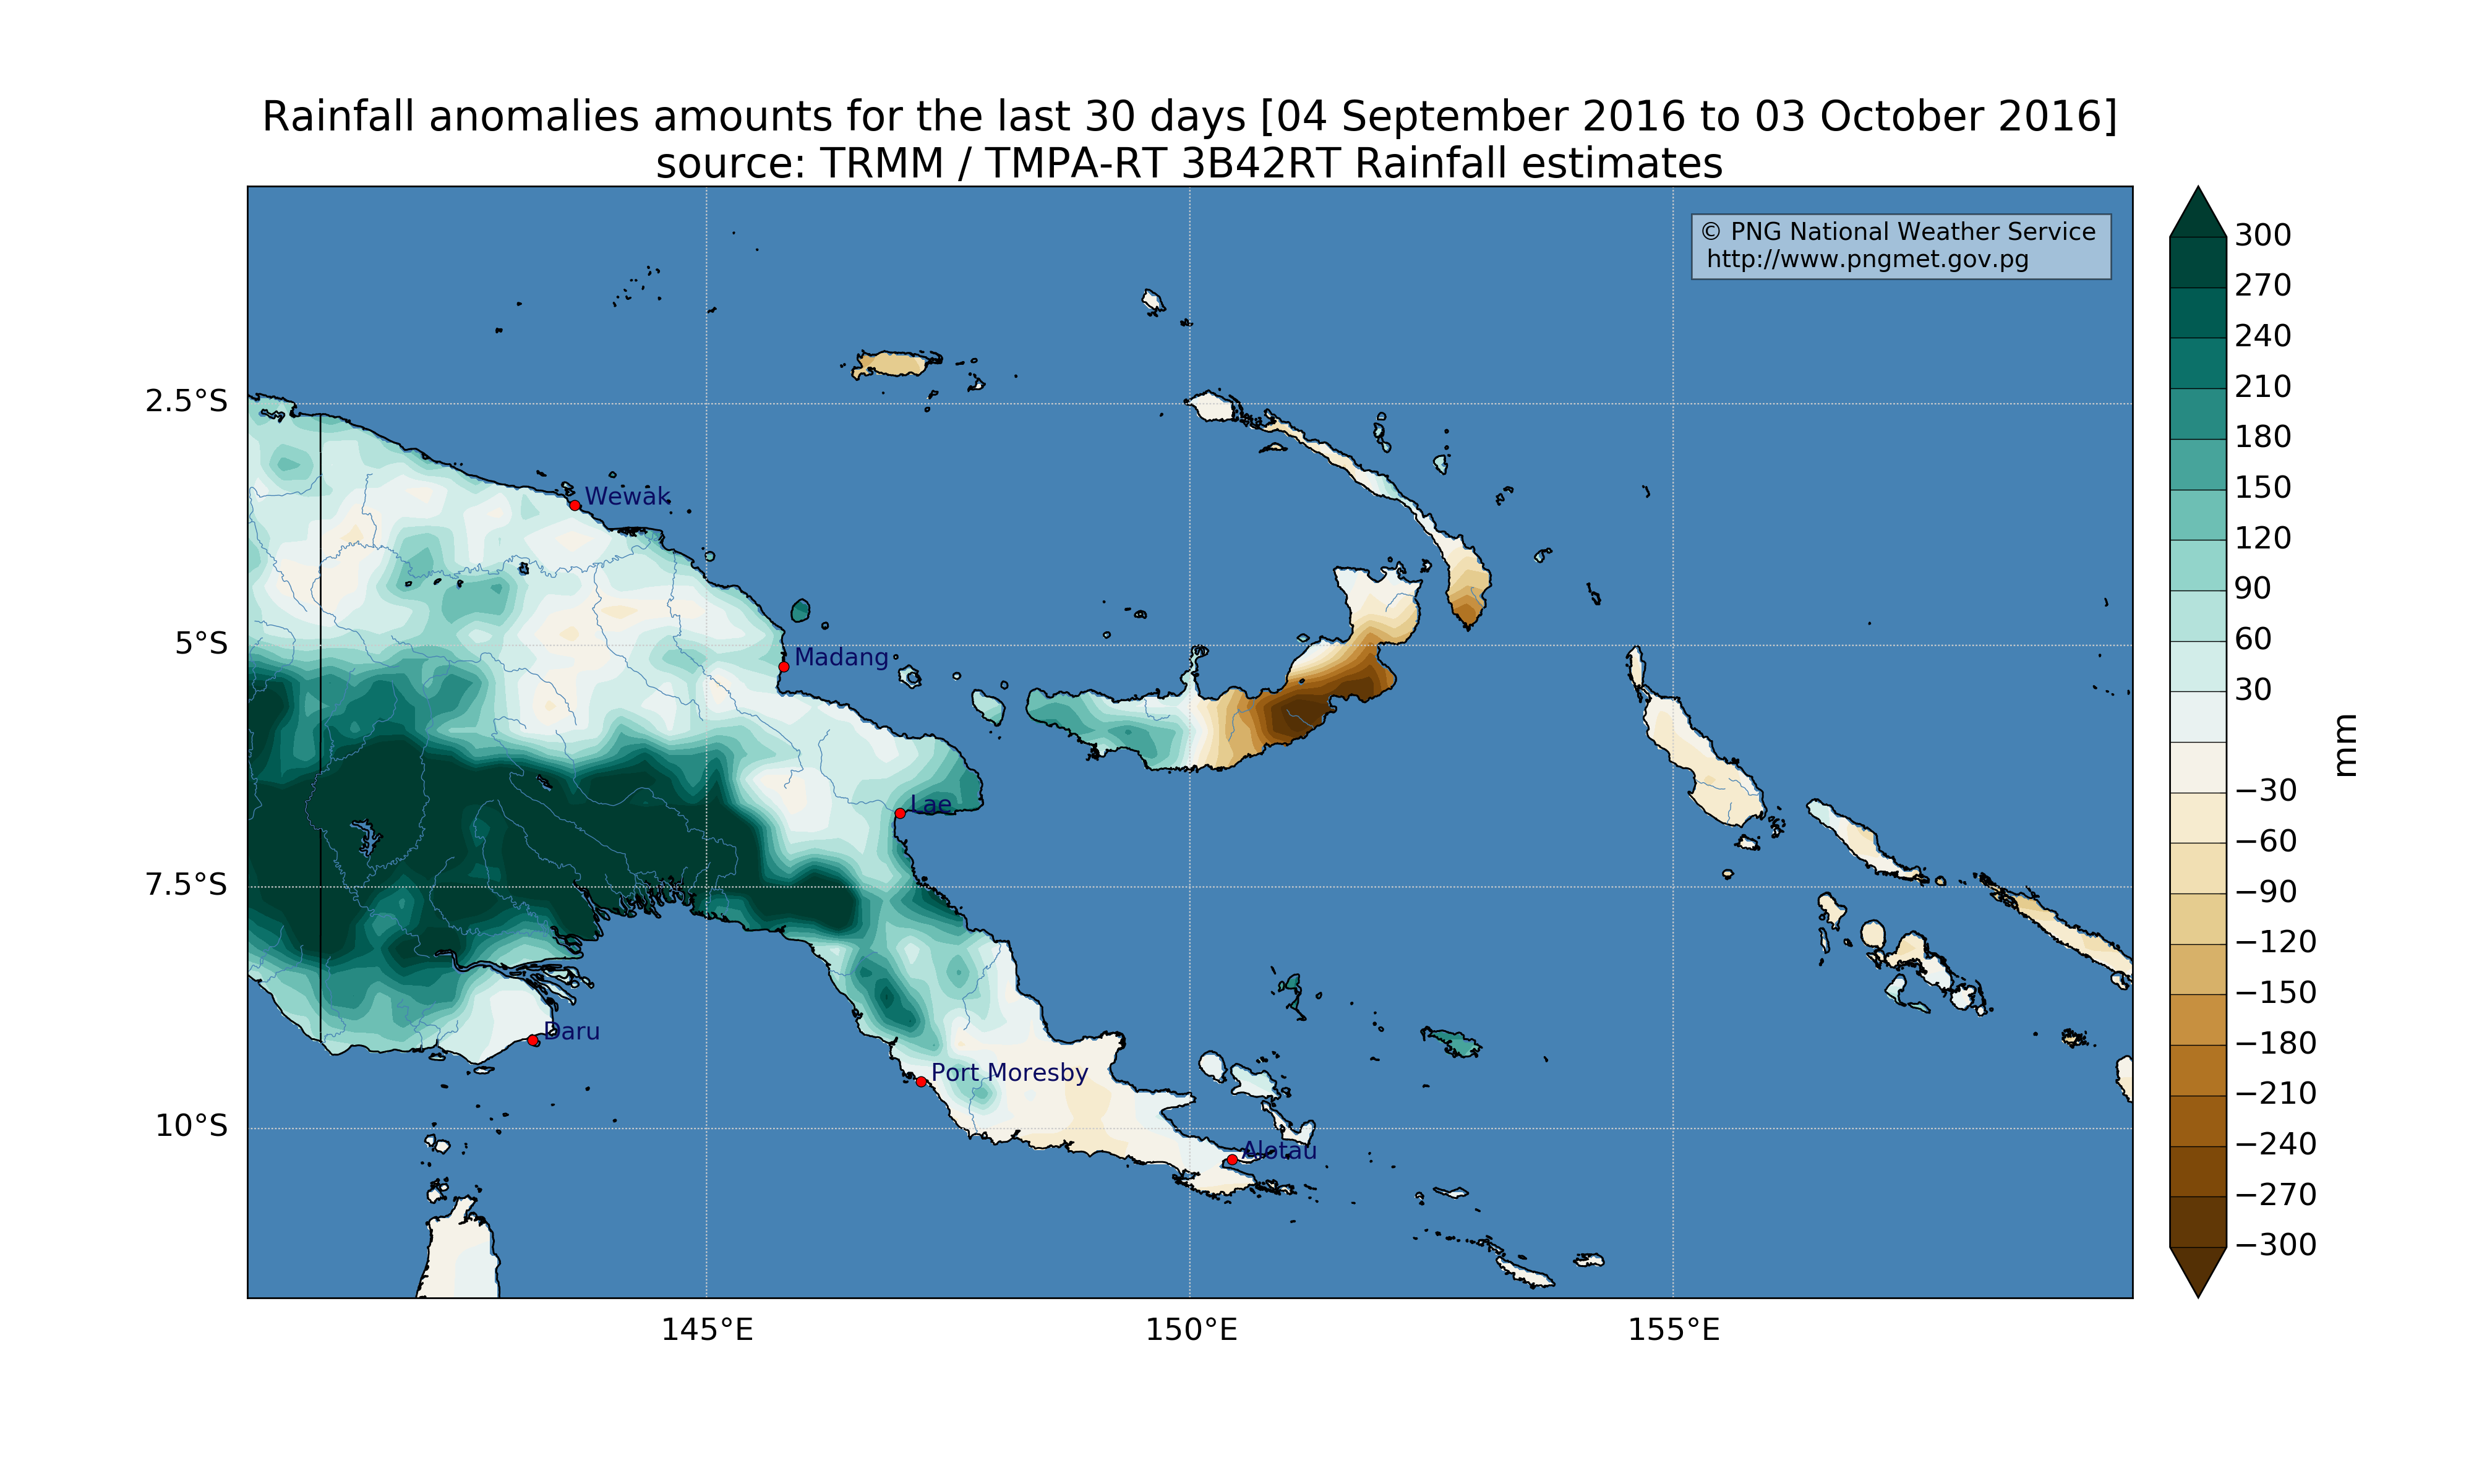 Rainfall anomalies amounts for the last 30 days [04 September 2016 to 03 October 2016]
source: TRMM / TMPA-RT 3B42RT Rainfall estimates
© PNG National Weather Service
http://www.pngmet.gov.pg
2.5°S
5°S
7.5°S
10°S
Wewak
Madang
Lae
Daru
Port Moresby
Alotau
145°E
150°E
155°E
300
270
240
210
180
150
120
90
60
30
−30
−60
−90
−120
−150
−180
−210
−240
−270
−300
mm